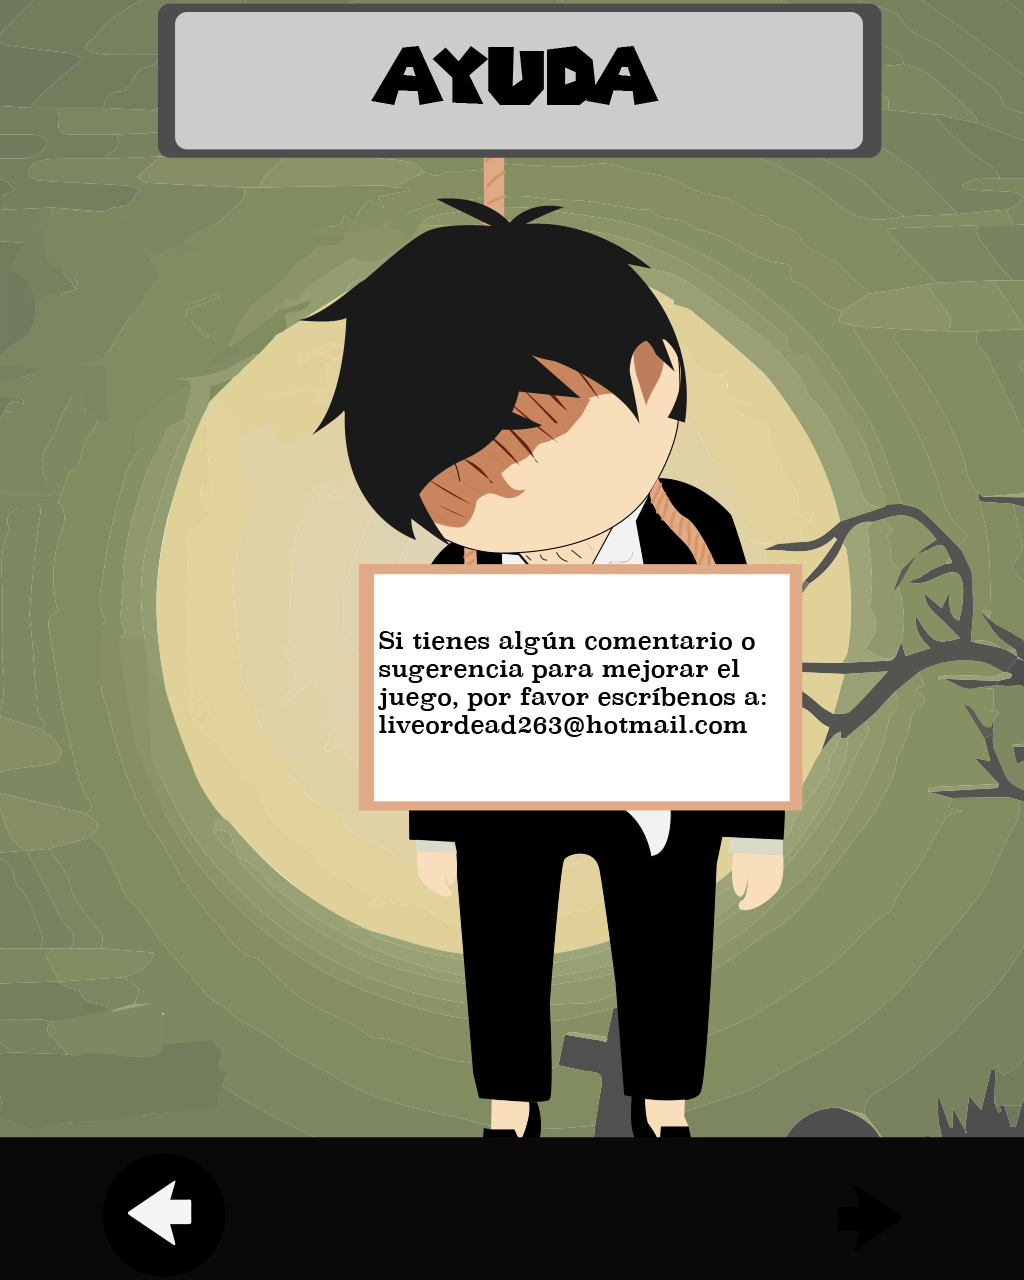 AYUDA
Si tienes algún comentario o
sugerencia para mejorar el
juego, por favor escríbenos a:
liveordead263@hotmail.com